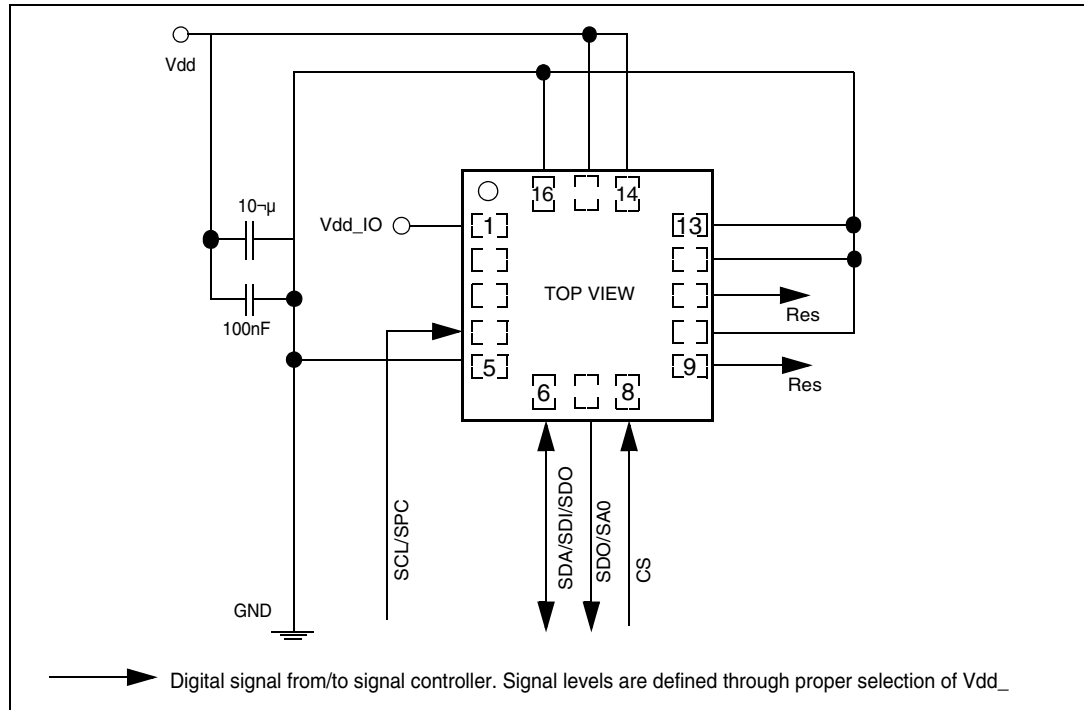 Vdd
16
14
10¬µ
Vdd_IO
1
13
TOP VIEW
Res
100nF
5
9
6
8
Res
SCL/SPC
SDA/SDI/SDO
SDO/SA0
CS
GND
Digital signal from/to signal controller. Signal levels are defined through proper selection of Vdd_